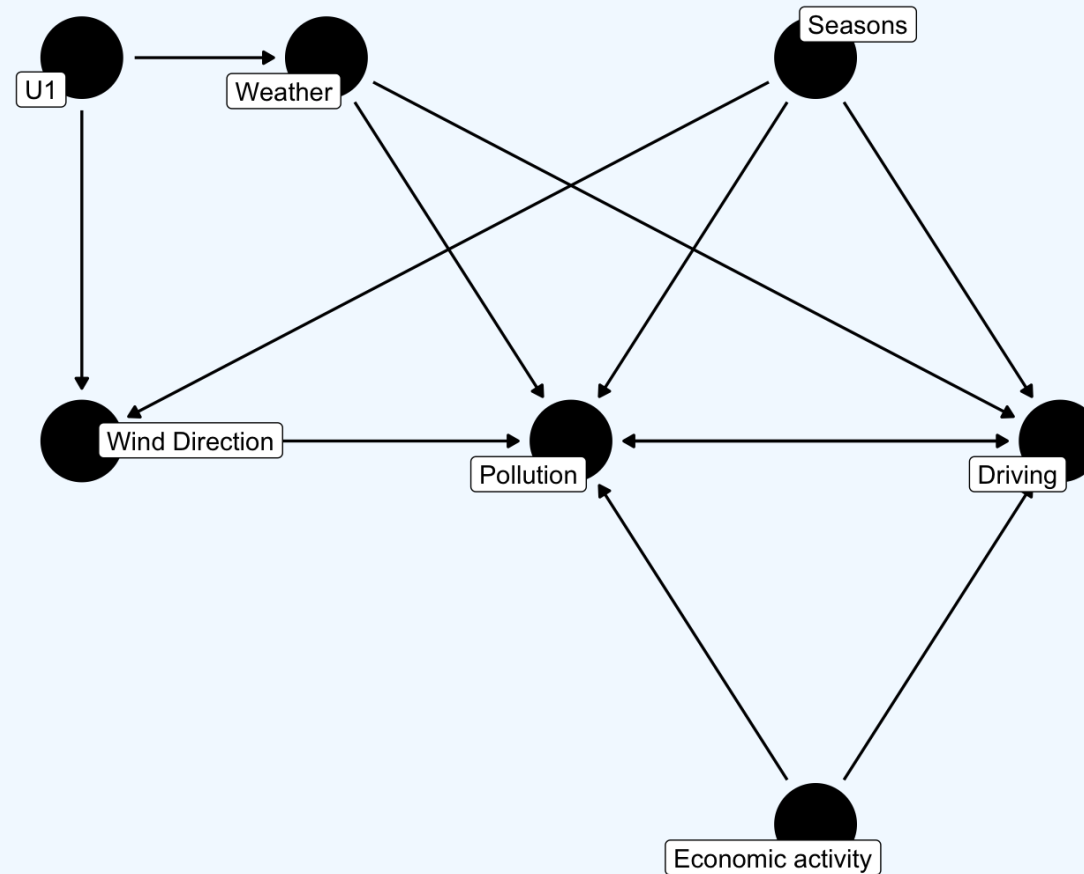 Seasons
U1
Weather
Wind Direction
Pollution
Driving
Economic activity